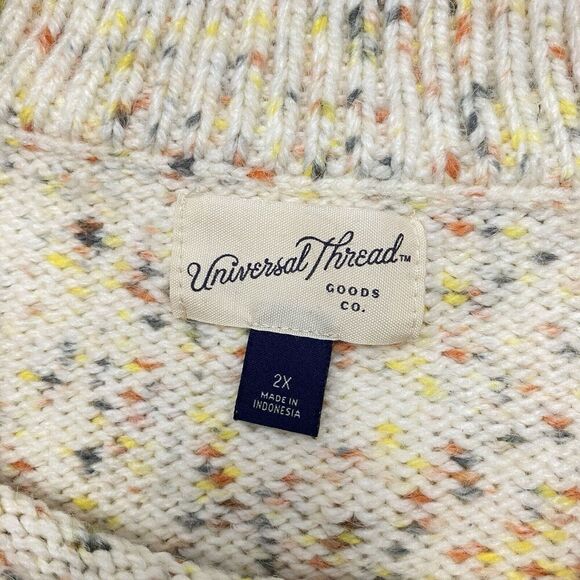 Universal Thread™
GOODS
CO.
2X
MADE IN
INDONESIA